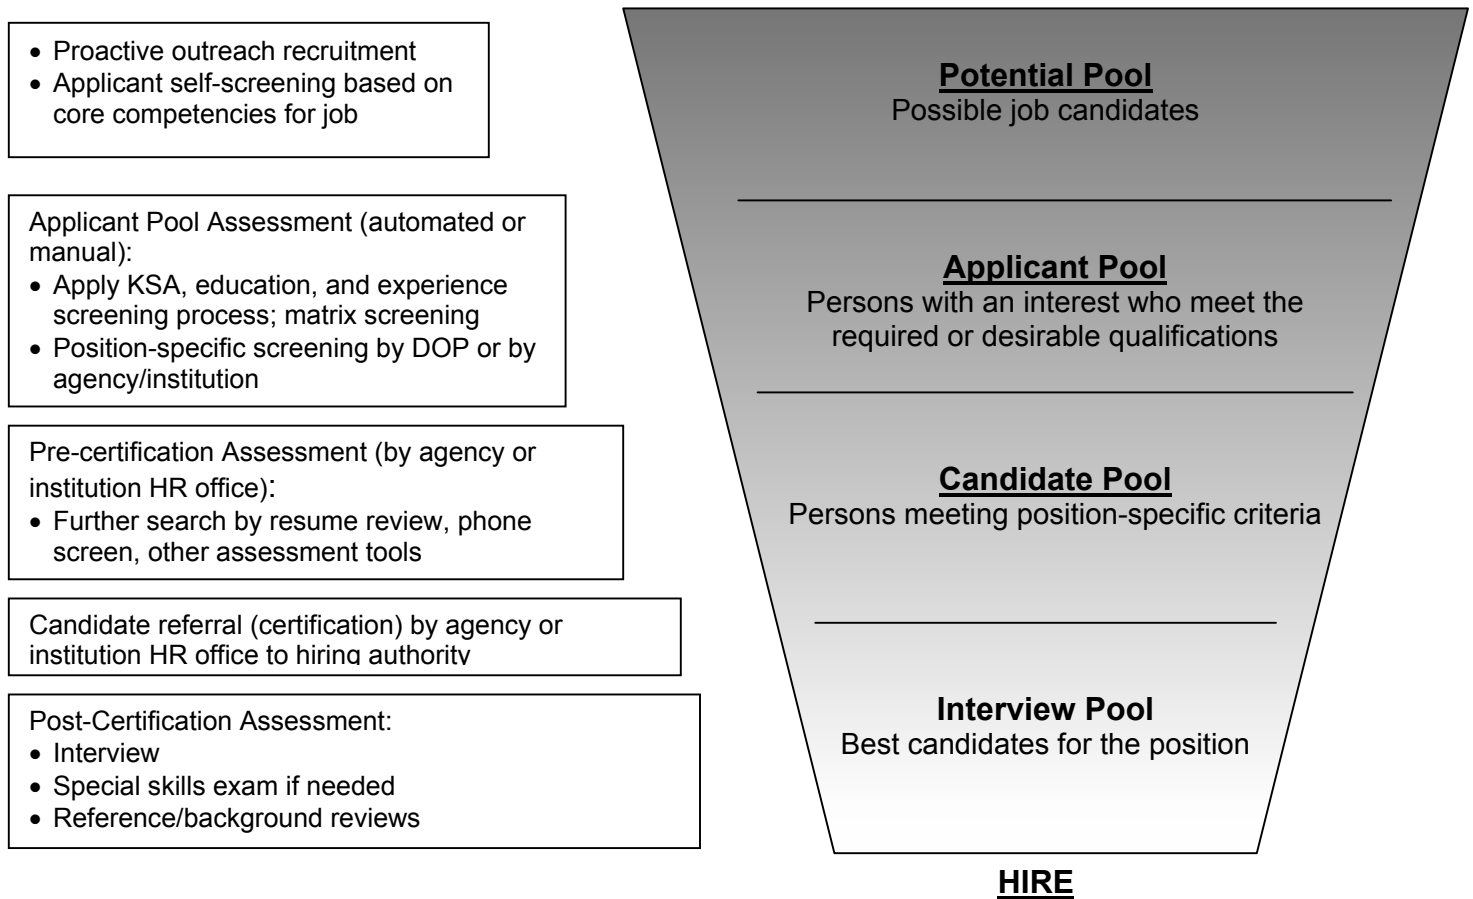 • Proactive outreach recruitment
• Applicant self-screening based on
core competencies for job
Applicant Pool Assessment (automated or
manual):
• Apply KSA, education, and experience
screening process; matrix screening
• Position-specific screening by DOP or by
agency/institution
Pre-certification Assessment (by agency or
institution HR office):
• Further search by resume review, phone
screen, other assessment tools
Candidate referral (certification) by agency or
institution HR office to hiring authority
Post-Certification Assessment:
• Interview
• Special skills exam if needed
• Reference/background reviews
Potential Pool
Possible job candidates
Applicant Pool
Persons with an interest who meet the
required or desirable qualifications
Candidate Pool
Persons meeting position-specific criteria
Interview Pool
Best candidates for the position
HIRE